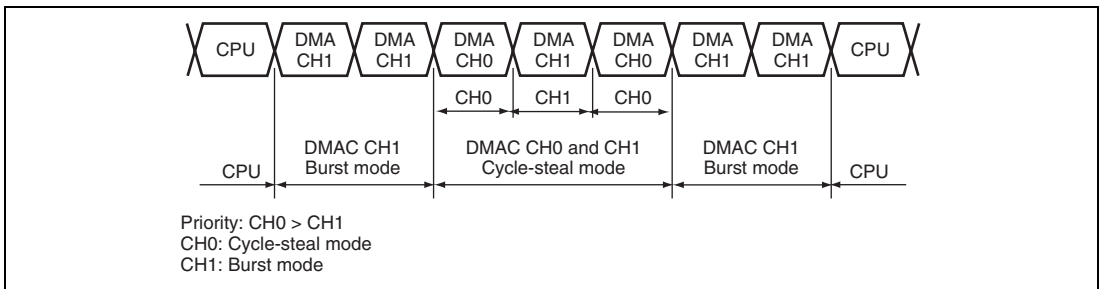 CPU DMA CH1 DMA CH1 DMA CH0 DMA CH1 DMA CH0 DMA CH1 DMA CH1 CPU
CH0 CH1 CH0
CPU DMAC CH1 Burst mode DMAC CH0 and CH1 Cycle-steal mode DMAC CH1 Burst mode CPU
Priority: CH0 > CH1
CH0: Cycle-steal mode
CH1: Burst mode